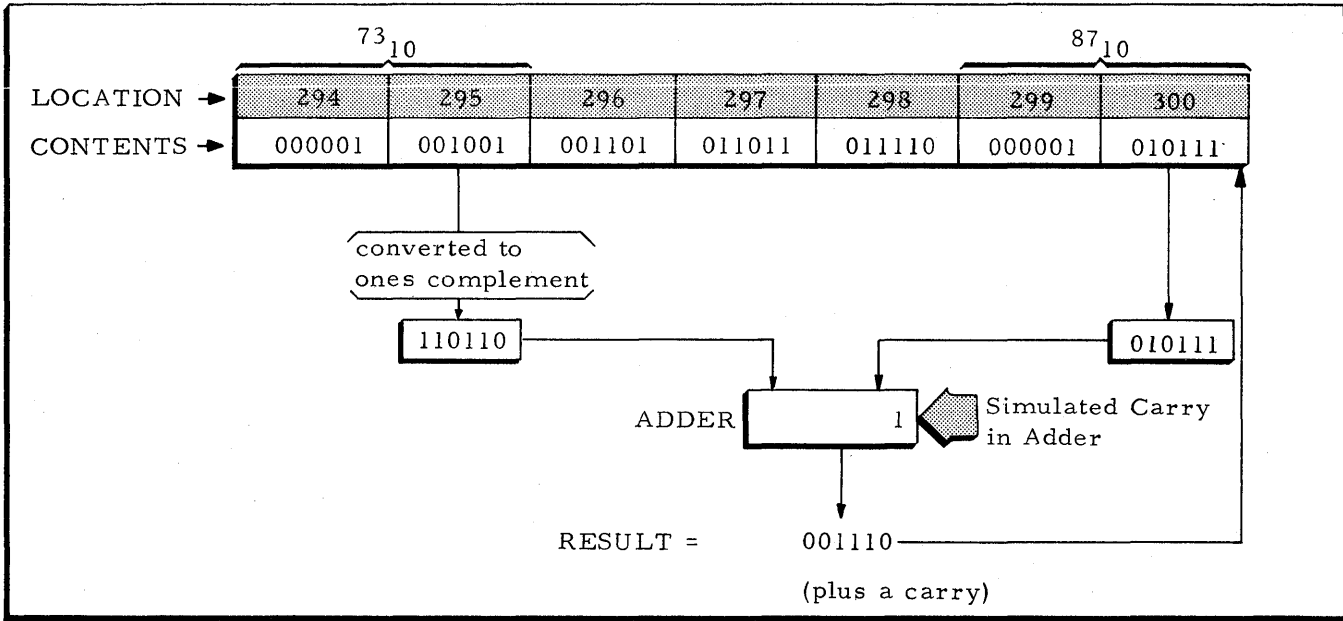 73₁₀ 87₁₀
LOCATION → 294 295 296 297 298 299 300
CONTENTS → 000001 001001 001101 011011 011110 000001 010111
converted to
ones complement
110110 010111
ADDER 1 Simulated Carry
in Adder
RESULT = 001110
(plus a carry)